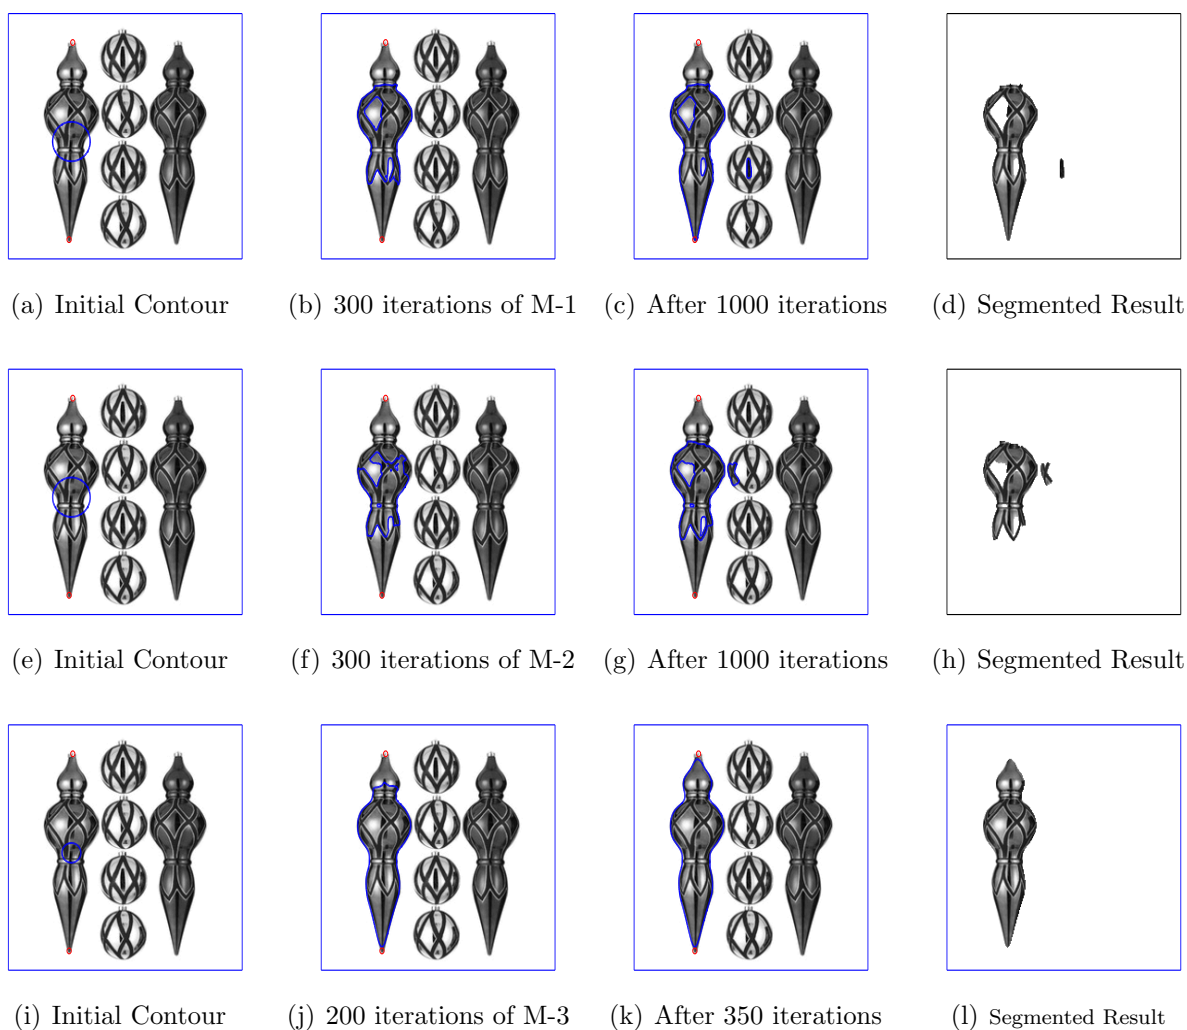 (a) Initial Contour (b) 300 iterations of M-1 (c) After 1000 iterations (d) Segmented Result
(e) Initial Contour (f) 300 iterations of M-2 (g) After 1000 iterations (h) Segmented Result
(i) Initial Contour (j) 200 iterations of M-3 (k) After 350 iterations (l) Segmented Result